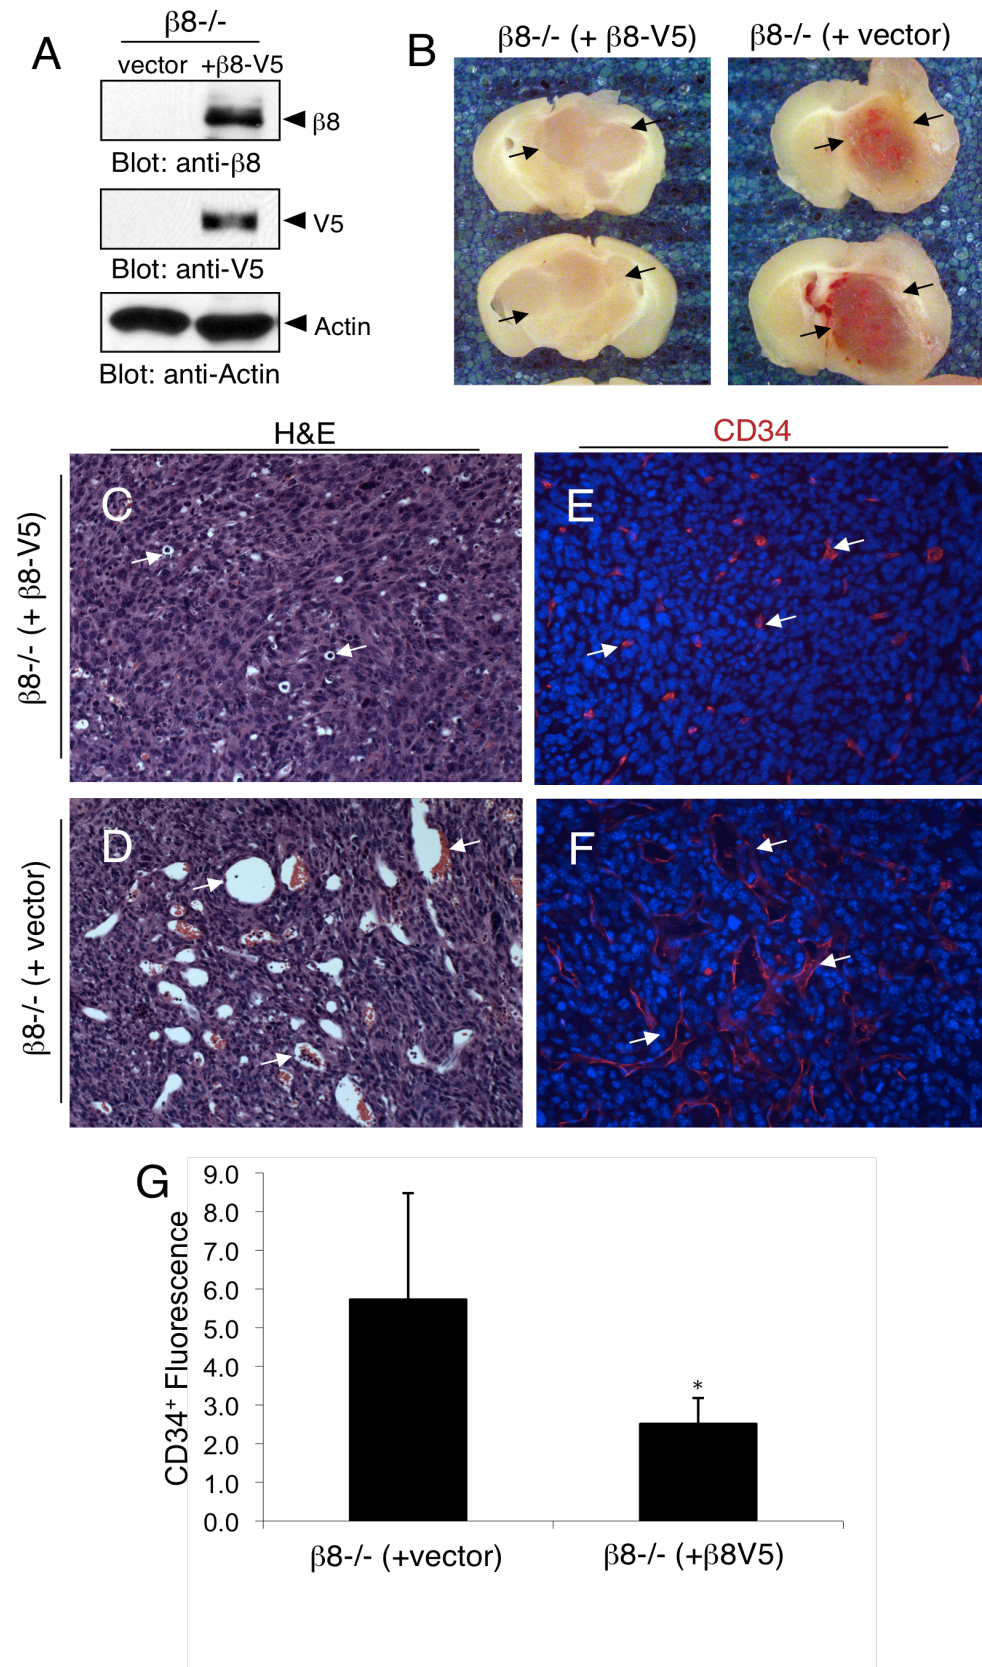 A
β8-/-
vector +β8-V5
β8
Blot: anti-β8
V5
Blot: anti-V5
Actin
Blot: anti-Actin
B
β8-/- (+ β8-V5)
β8-/- (+ vector)
H&E
CD34
β8-/- (+ β8-V5)
C
E
β8-/- (+ vector)
D
F
G
CD34⁺ Fluorescence
9.0
8.0
7.0
6.0
5.0
4.0
3.0
2.0
1.0
0.0
*
β8-/- (+vector)
β8-/- (+β8V5)